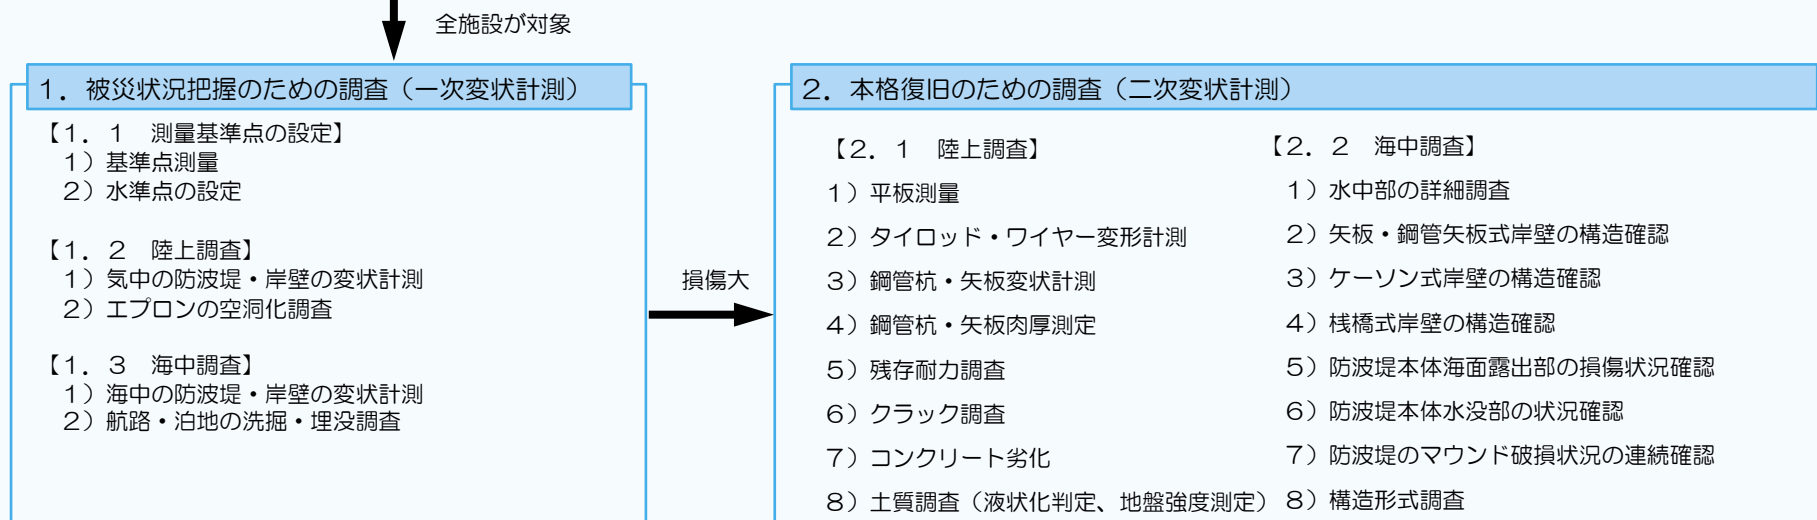 全施設が対象
１．被災状況把握のための調査（一次変状計測）
【１．１　測量基準点の設定】
１）基準点測量
２）水準点の設定
【１．２　陸上調査】
１）気中の防波堤・岸壁の変状計測
２）エプロンの空洞化調査
【１．３　海中調査】
１）海中の防波堤・岸壁の変状計測
２）航路・泊地の洗掘・埋没調査
損傷大
２．本格復旧のための調査（二次変状計測）
【２．１　陸上調査】
１）平板測量
２）タイロッド・ワイヤー変形計測
３）鋼管杭・矢板変状計測
４）鋼管杭・矢板肉厚測定
５）残存耐力調査
６）クラック調査
７）コンクリート劣化
８）土質調査（液状化判定、地盤強度測定）
【２．２　海中調査】
１）水中部の詳細調査
２）矢板・鋼管矢板式岸壁の構造確認
３）ケーソン式岸壁の構造確認
４）桟橋式岸壁の構造確認
５）防波堤本体海面露出部の損傷状況確認
６）防波堤本体水没部の状況確認
７）防波堤のマウンド破損状況の連続確認
８）構造形式調査